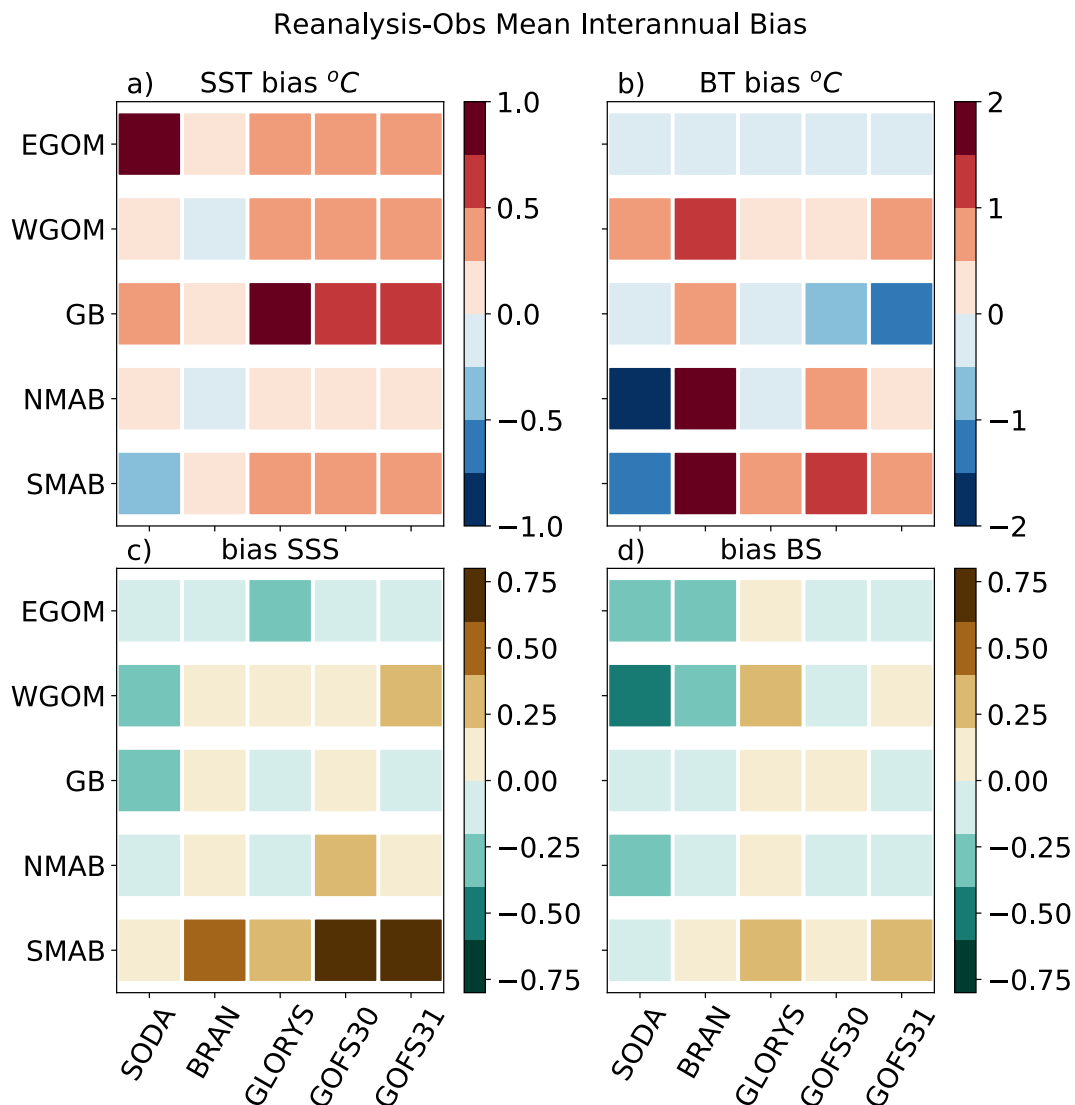 Reanalysis-Obs Mean Interannual Bias
a) SST bias °C
b) BT bias °C
EGOM
WGOM
GB
NMAB
SMAB
1.0
0.5
0.0
−0.5
−1.0
2
1
0
−1
−2
c) bias SSS
d) bias BS
EGOM
WGOM
GB
NMAB
SMAB
0.75
0.50
0.25
0.00
−0.25
−0.50
−0.75
0.75
0.50
0.25
0.00
−0.25
−0.50
−0.75
SODA
BRAN
GLORYS
GOFS30
GOFS31
SODA
BRAN
GLORYS
GOFS30
GOFS31